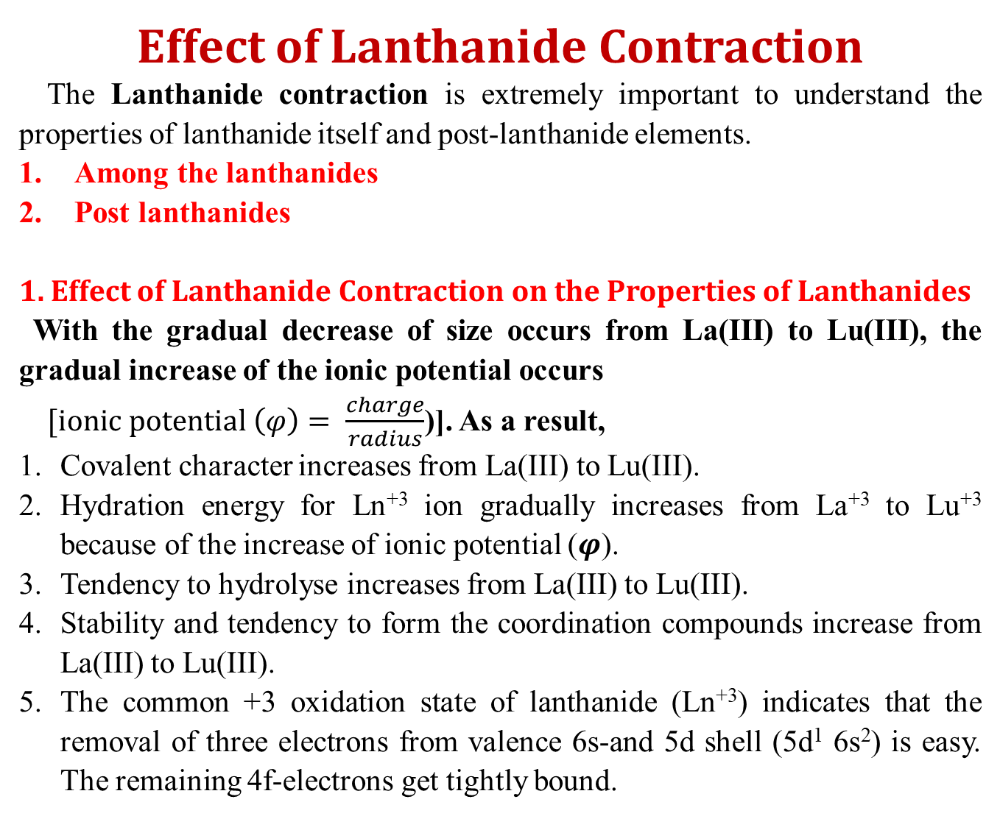 Effect of Lanthanide Contraction
The Lanthanide contraction is extremely important to understand the
properties of lanthanide itself and post-lanthanide elements.
1. Among the lanthanides
2. Post lanthanides
1. Effect of Lanthanide Contraction on the Properties of Lanthanides
With the gradual decrease of size occurs from La(III) to Lu(III), the
gradual increase of the ionic potential occurs
[ionic potential (φ) = charge/radius)]. As a result,
1. Covalent character increases from La(III) to Lu(III).
2. Hydration energy for Ln⁺³ ion gradually increases from La⁺³ to Lu⁺³
because of the increase of ionic potential (φ).
3. Tendency to hydrolyse increases from La(III) to Lu(III).
4. Stability and tendency to form the coordination compounds increase from
La(III) to Lu(III).
5. The common +3 oxidation state of lanthanide (Ln⁺³) indicates that the
removal of three electrons from valence 6s-and 5d shell (5d¹ 6s²) is easy.
The remaining 4f-electrons get tightly bound.